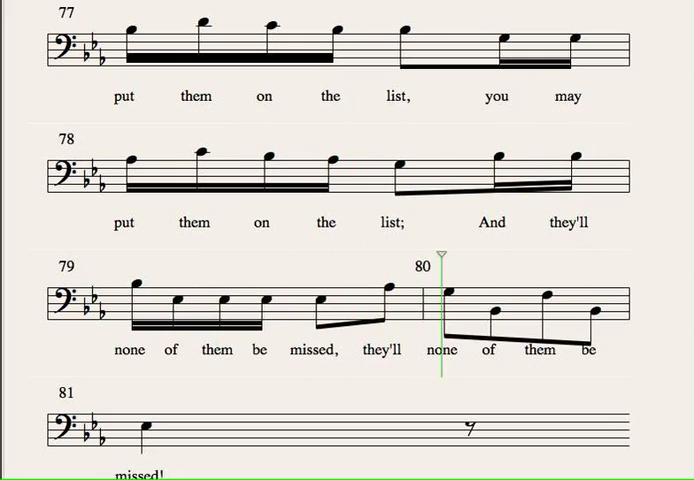 77
put them on the list, you may
78
put them on the list; And they'll
79 80
none of them be missed, they'll none of them be
81
missed!